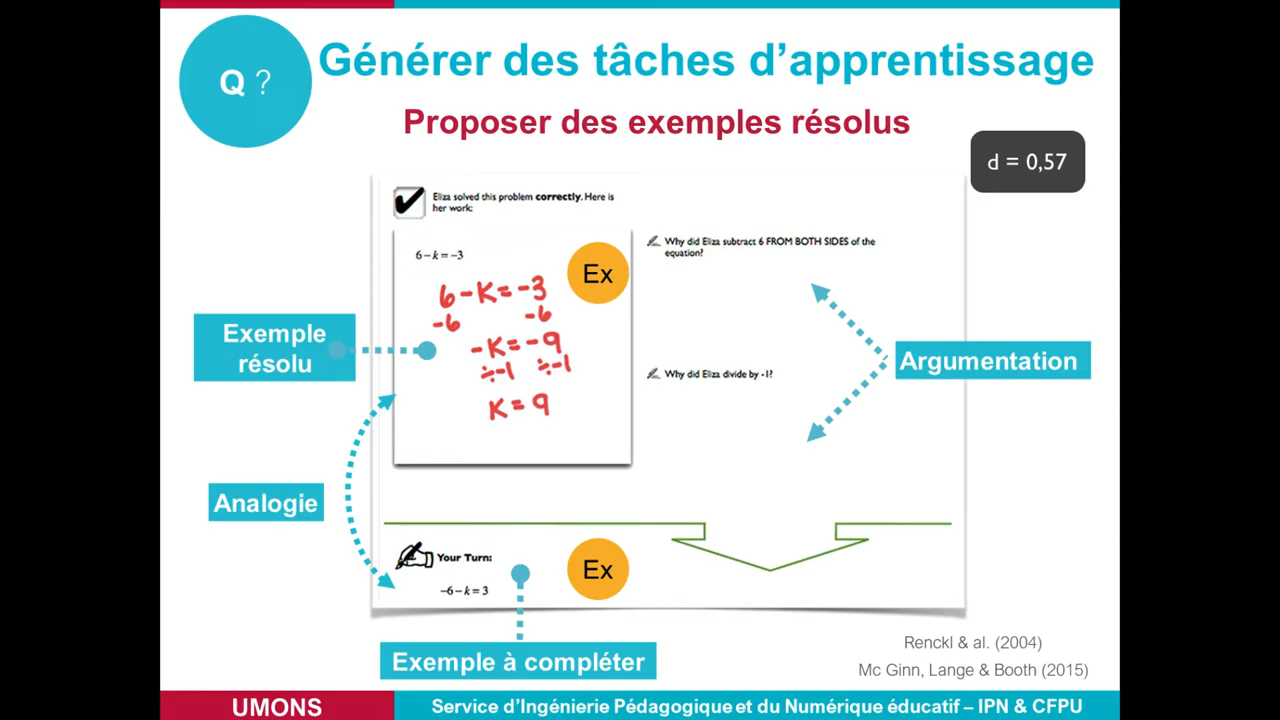 Q ?
Générer des tâches d’apprentissage
Proposer des exemples résolus
d = 0,57
Eliza solved this problem correctly. Here is
her work:
6 – k = –3
Ex
6 - K = -3
-6 -6
-K = -9
÷-1 ÷-1
K = 9
Why did Eliza subtract 6 FROM BOTH SIDES of the
equation?
Why did Eliza divide by -1?
Exemple
résolu
Argumentation
Analogie
Your Turn:
-6 – k = 3
Ex
Exemple à compléter
Renckl & al. (2004)
Mc Ginn, Lange & Booth (2015)
UMONS
Service d’Ingénierie Pédagogique et du Numérique éducatif – IPN & CFPU